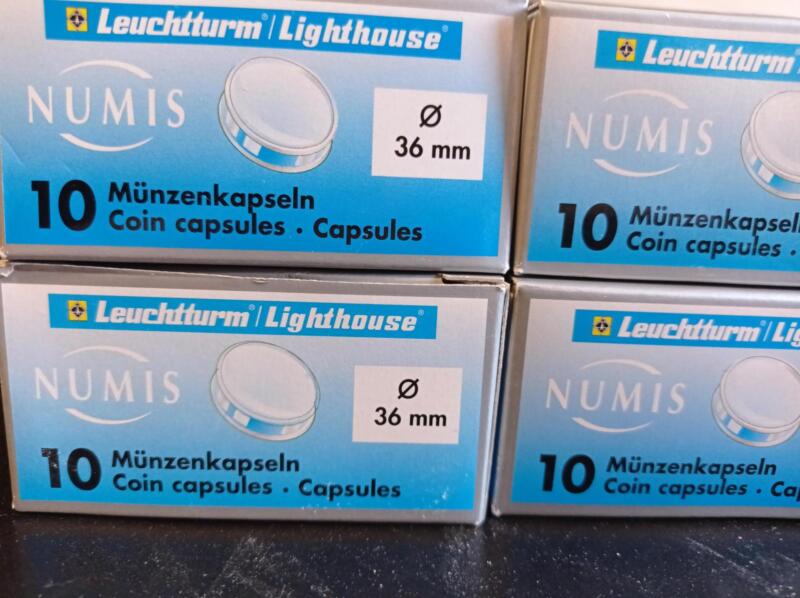 Leuchtturm® | Lighthouse®
NUMIS
Ø
36 mm
10 Münzenkapseln
Coin capsules · Capsules
Leuchtturm®
NUMIS
10
Coin capsules ·
Leuchtturm® | Lighthouse®
NUMIS
Ø
36 mm
10 Münzenkapseln
Coin capsules · Capsules
Leuchtturm® |
NUMIS
10 Münzenkapseln
Coin capsules ·